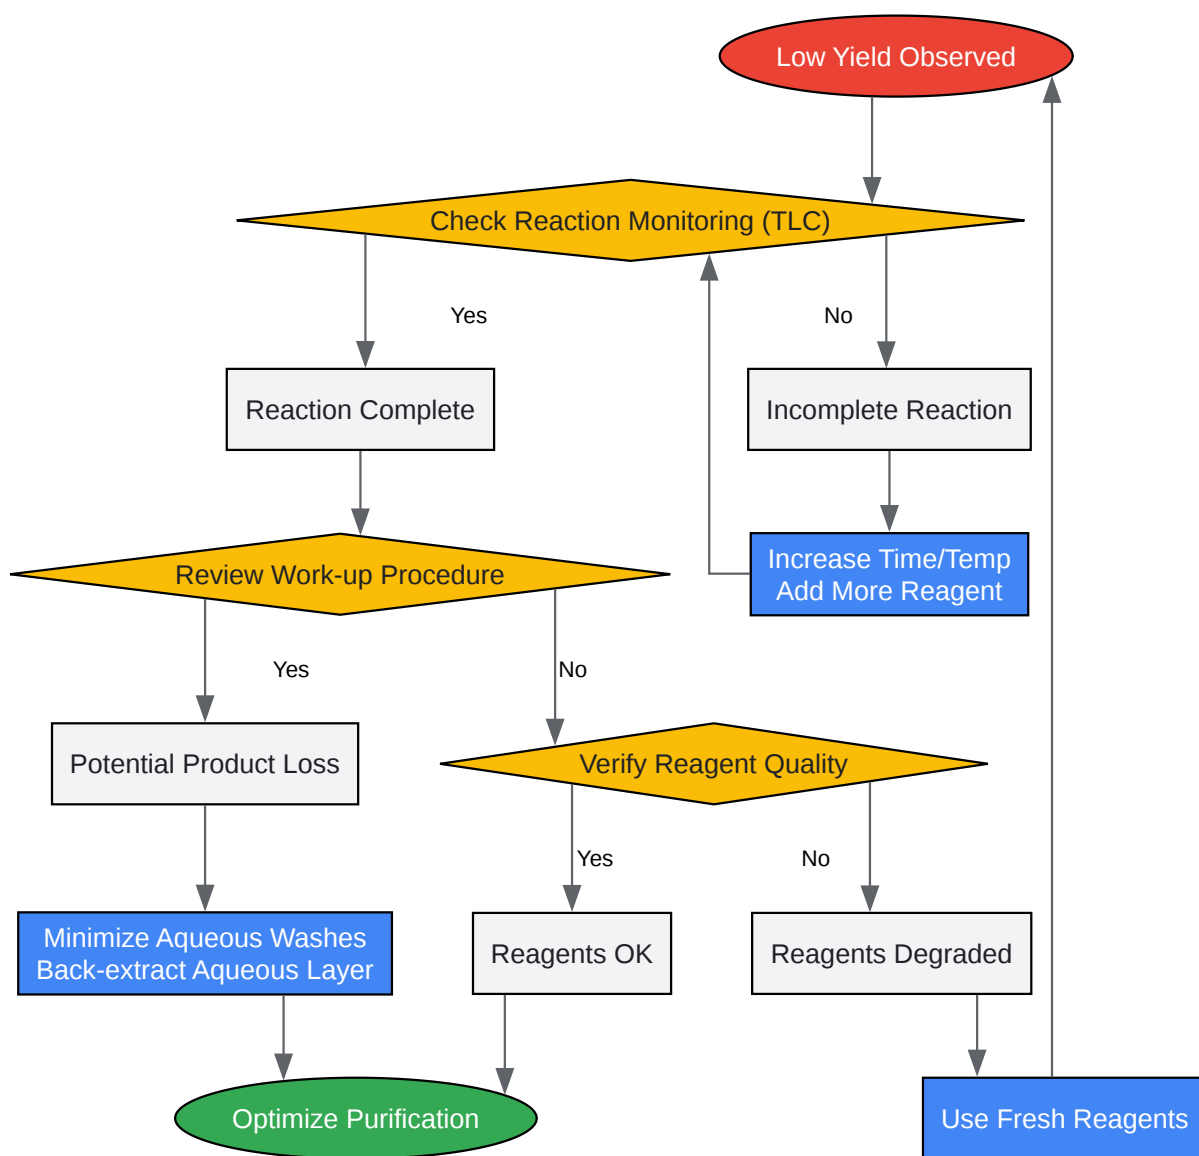 Low Yield Observed
Check Reaction Monitoring (TLC)
Yes
No
Reaction Complete
Incomplete Reaction
Review Work-up Procedure
Increase Time/Temp
Add More Reagent
Yes
No
Potential Product Loss
Verify Reagent Quality
Yes
No
Minimize Aqueous Washes
Back-extract Aqueous Layer
Reagents OK
Reagents Degraded
Optimize Purification
Use Fresh Reagents